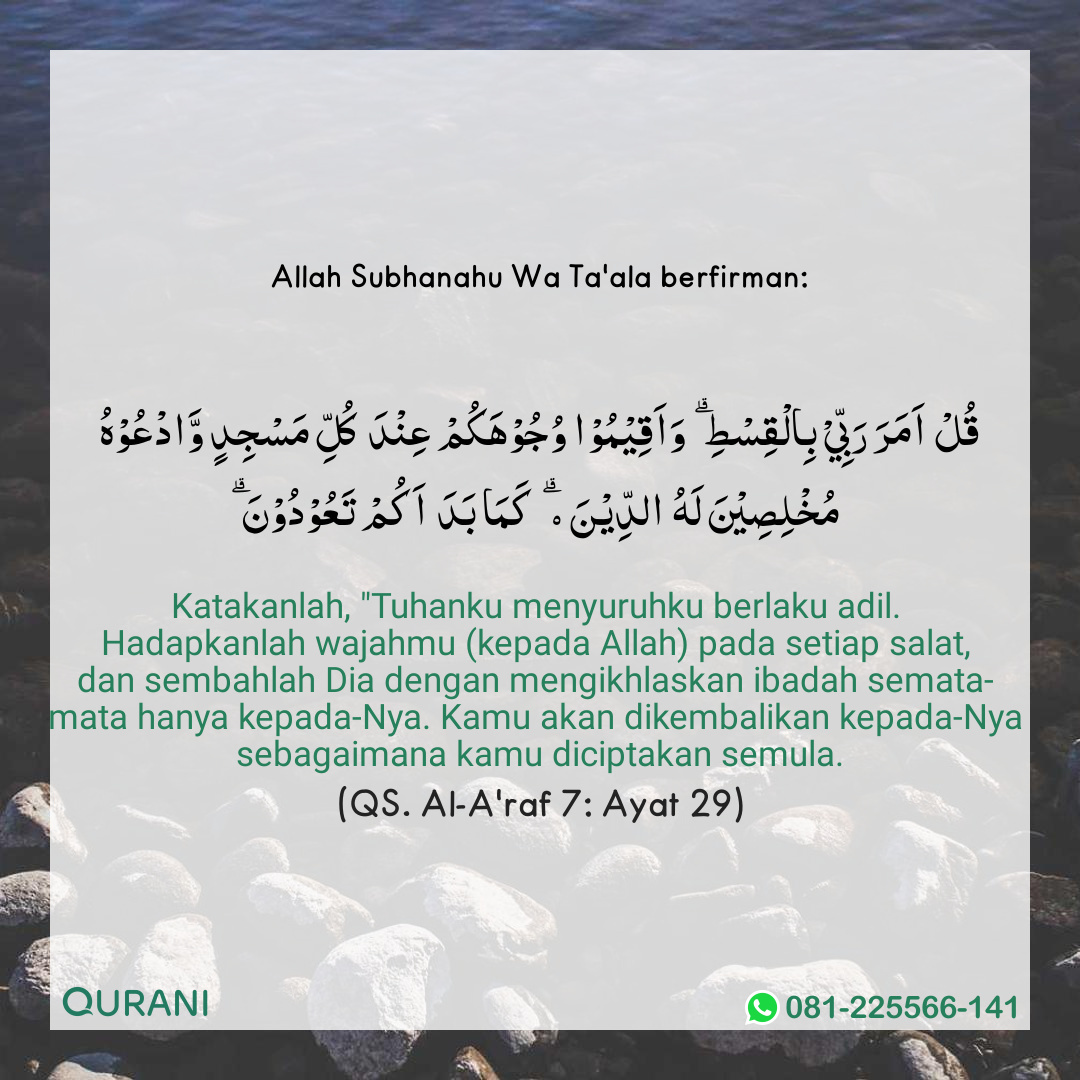 Allah Subhanahu Wa Ta'ala berfirman:
قُلْ اَمَرَ رَبِّيْ بِالْقِسْطِۗ وَاَقِيْمُوْا وُجُوْهَكُمْ عِنْدَ كُلِّ مَسْجِدٍ وَّادْعُوْهُ
مُخْلِصِيْنَ لَهُ الدِّيْنَ ەۗ كَمَا بَدَ اَكُمْ تَعُوْدُوْنَۗ
Katakanlah, "Tuhanku menyuruhku berlaku adil.
Hadapkanlah wajahmu (kepada Allah) pada setiap salat,
dan sembahlah Dia dengan mengikhlaskan ibadah semata-
mata hanya kepada-Nya. Kamu akan dikembalikan kepada-Nya
sebagaimana kamu diciptakan semula.
(QS. Al-A'raf 7: Ayat 29)
QURANI
081-225566-141